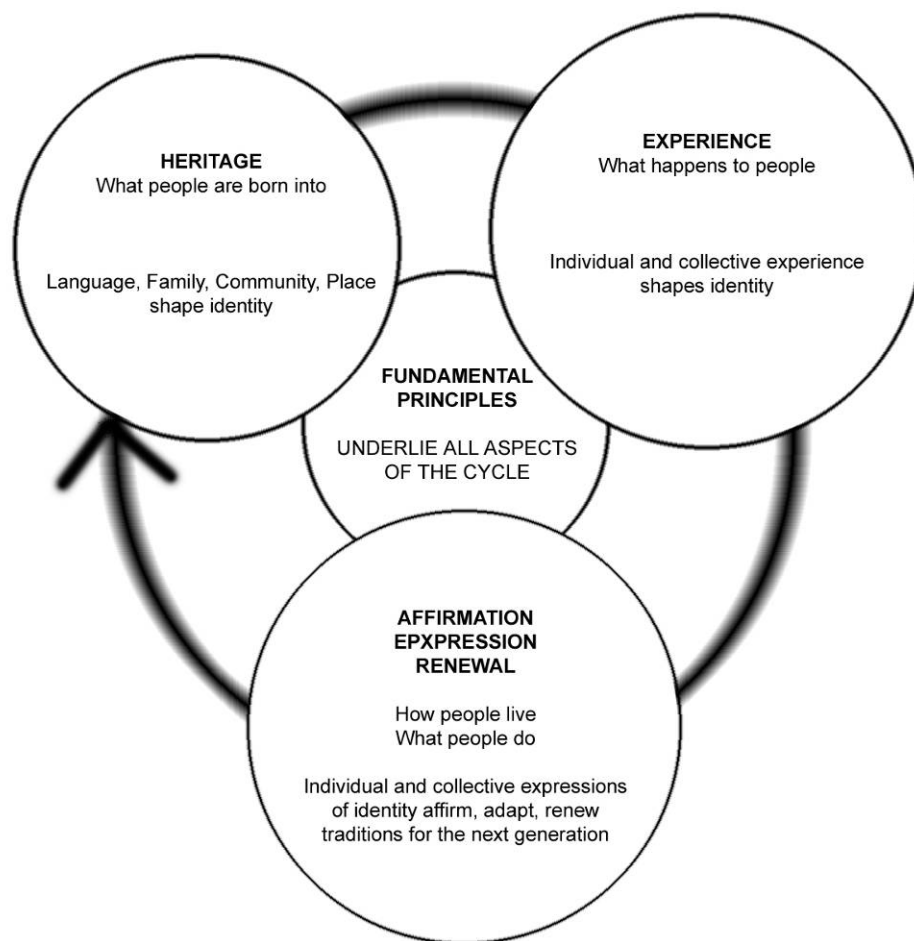 HERITAGE
What people are born into
Language, Family, Community, Place
shape identity
EXPERIENCE
What happens to people
Individual and collective experience
shapes identity
FUNDAMENTAL
PRINCIPLES
UNDERLIE ALL ASPECTS
OF THE CYCLE
AFFIRMATION
EPXPRESSION
RENEWAL
How people live
What people do
Individual and collective expressions
of identity affirm, adapt, renew
traditions for the next generation